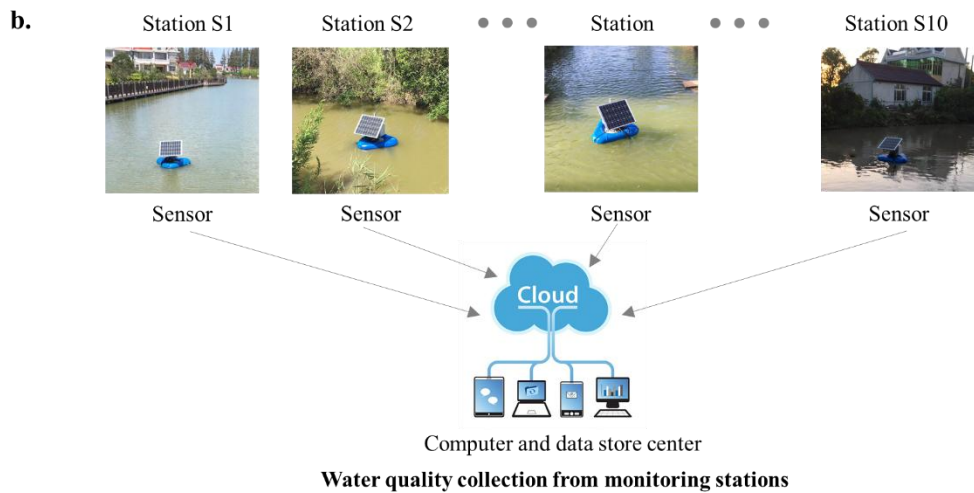 b.
Station S1
Station S2
Station
Station S10
Sensor
Sensor
Sensor
Sensor
Cloud
Computer and data store center
Water quality collection from monitoring stations